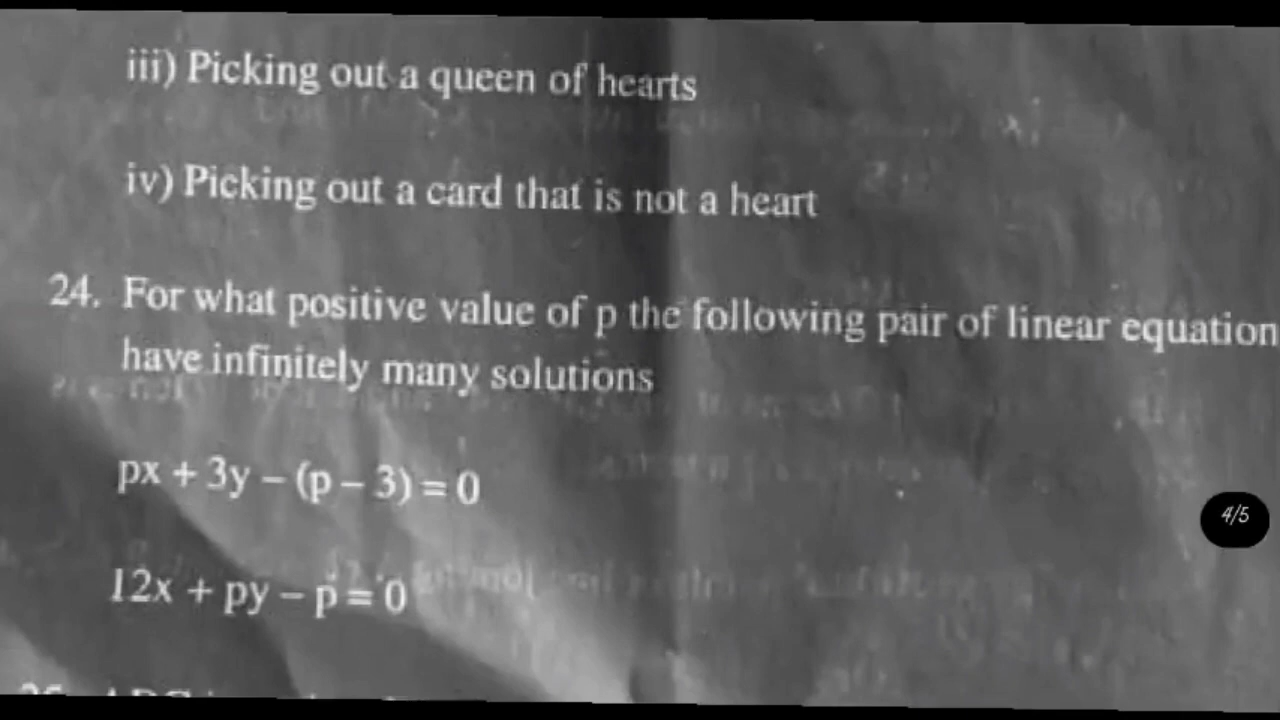 iii) Picking out a queen of hearts
iv) Picking out a card that is not a heart
24. For what positive value of p the following pair of linear equation
have infinitely many solutions
px + 3y – (p – 3) = 0
4/5
12x + py – p = 0